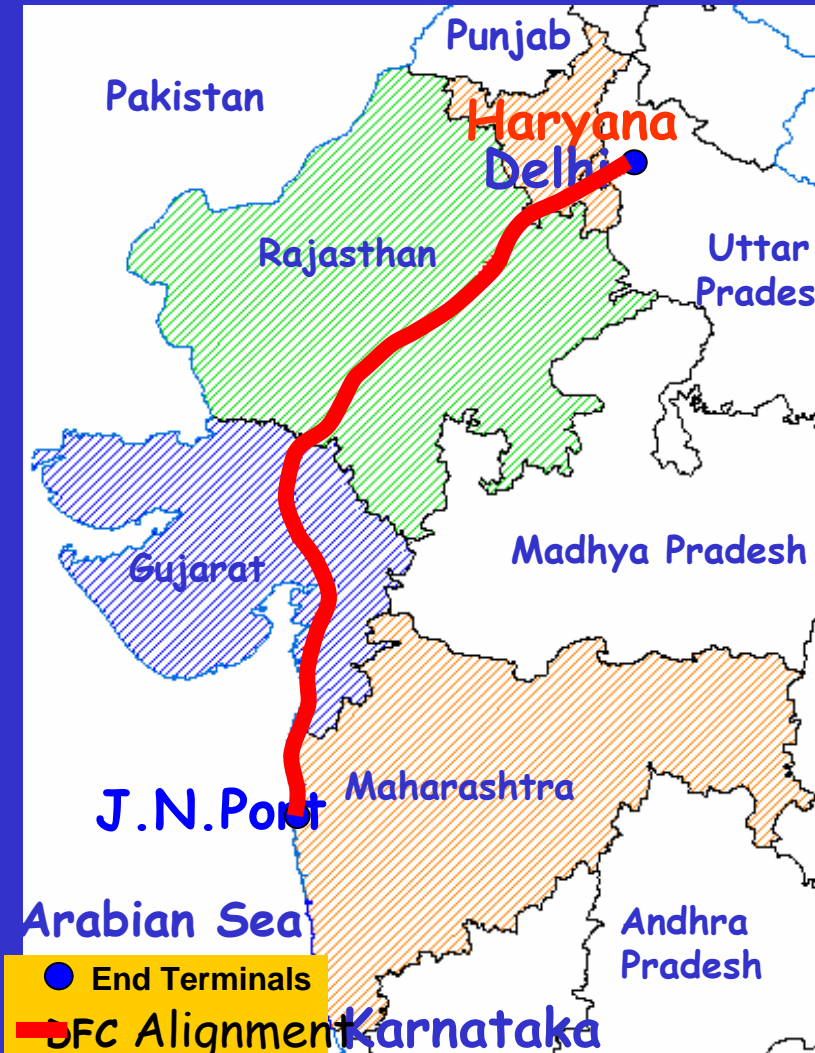 Punjab
Pakistan
Haryana
Delhi
Rajasthan
Uttar
Prades
Gujarat
Madhya Pradesh
J.N.Port
Maharashtra
Arabian Sea
Andhra
Pradesh
End Terminals
DFC Alignment
Karnataka